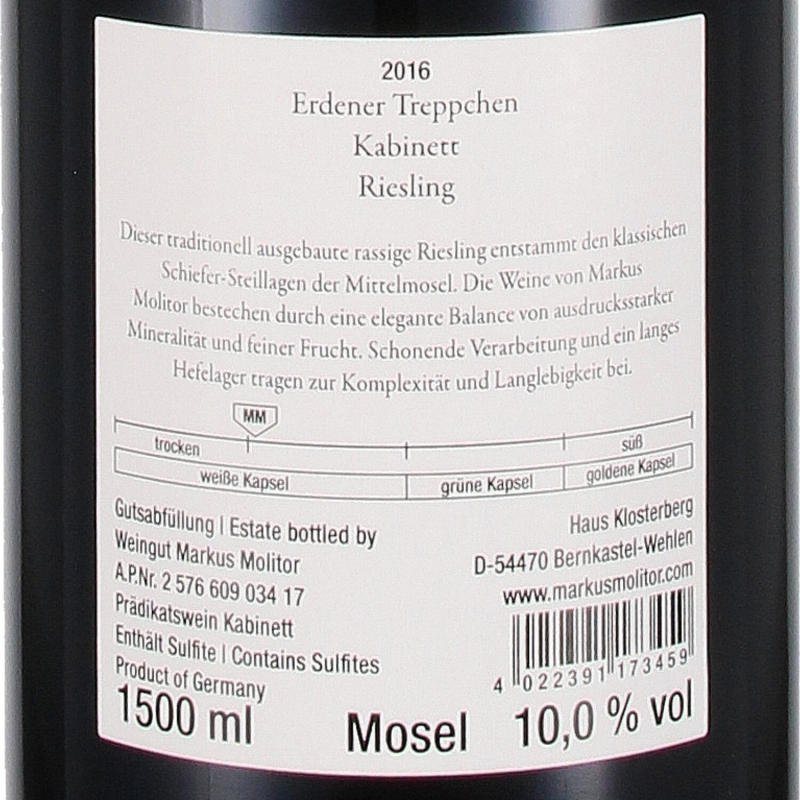 2016
Erdener Treppchen
Kabinett
Riesling
Dieser traditionell ausgebaute rassige Riesling entstammt den klassischen
Schiefer-Steillagen der Mittelmosel. Die Weine von Markus
Molitor bestechen durch eine elegante Balance von ausdrucksstarker
Mineralität und feiner Frucht. Schonende Verarbeitung und ein langes
Hefelager tragen zur Komplexität und Langlebigkeit bei.
MM
trocken süß
weiße Kapsel grüne Kapsel goldene Kapsel
Gutsabfüllung | Estate bottled by
Weingut Markus Molitor
A.P.Nr. 2 576 609 034 17
Prädikatswein Kabinett
Enthält Sulfite | Contains Sulfites
Product of Germany
Haus Klosterberg
D-54470 Bernkastel-Wehlen
www.markusmolitor.com
4 022391 173459
1500 ml Mosel 10,0 % vol